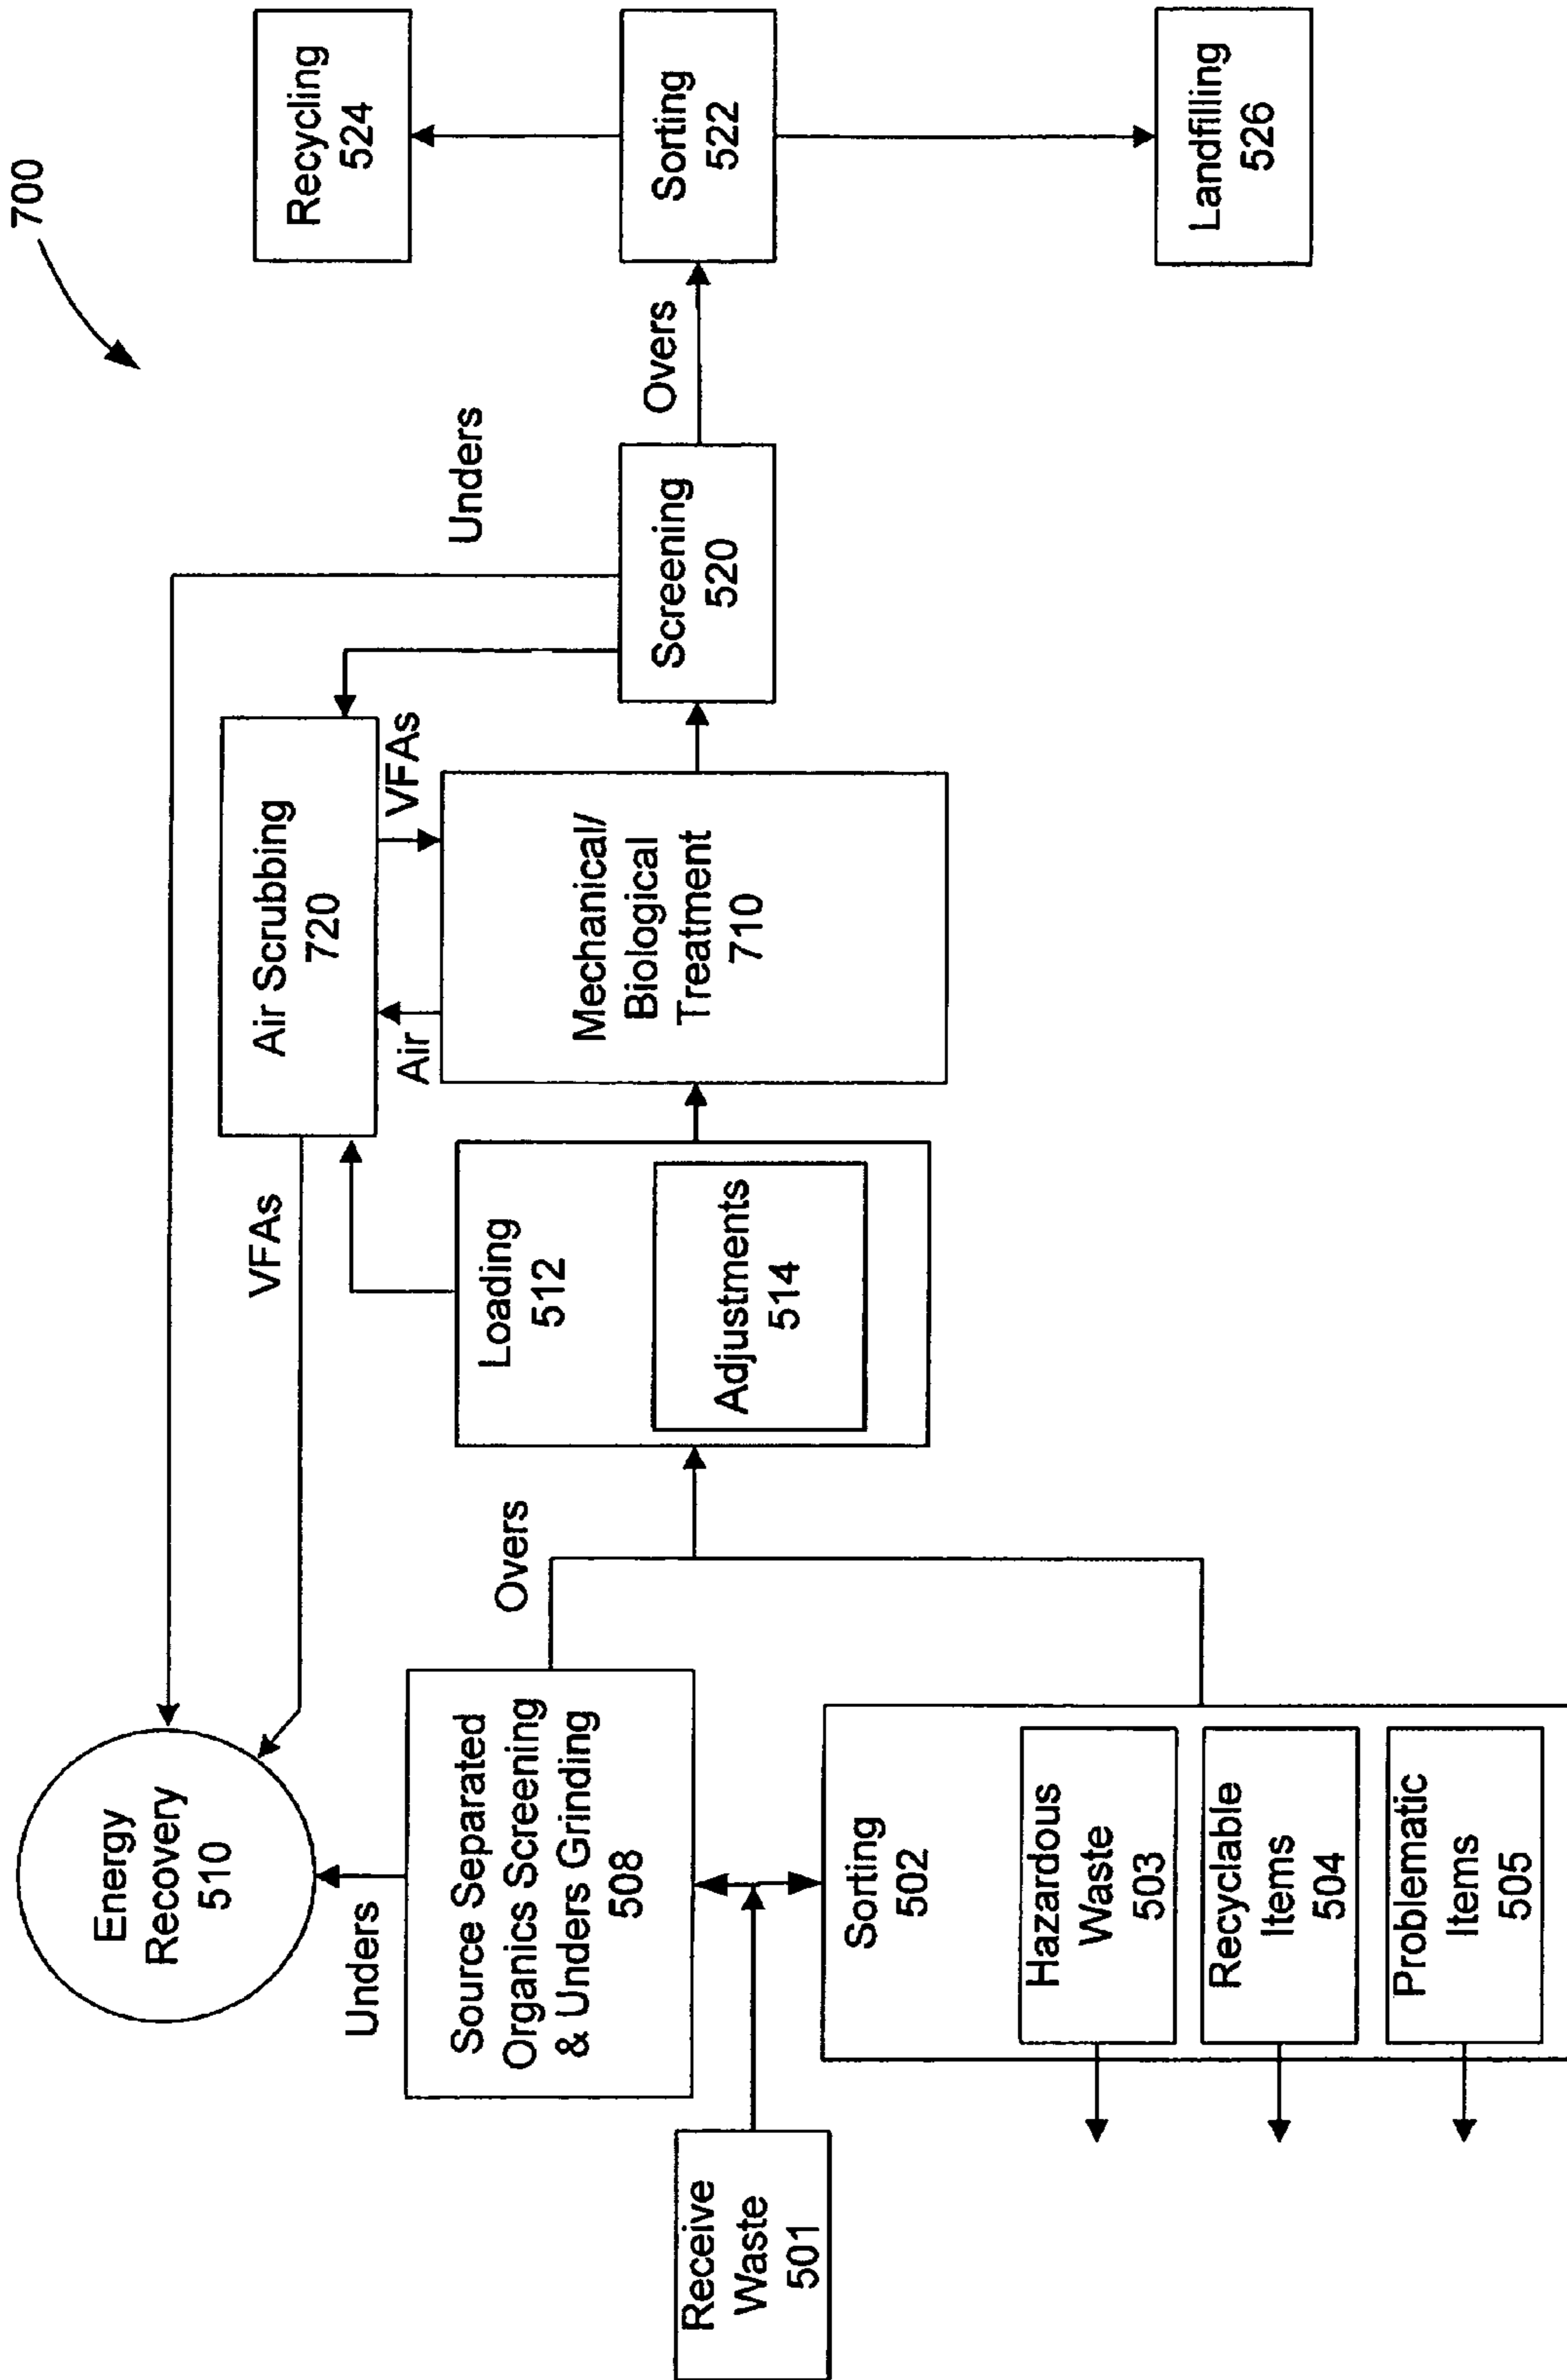 700
Energy
Recovery
510
Unders
VFAs
Unders
Source Separated
Organics Screening
& Unders Grinding
508
Overs
Receive
Waste
501
Sorting
502
Hazardous
Waste
503
Recyclable
Items
504
Problematic
Items
505
Loading
512
Adjustments
514
Air Scrubbing
720
Air
VFAs
Mechanical/
Biological
Treatment
710
Screening
520
Overs
Sorting
522
Recycling
524
Landfilling
526